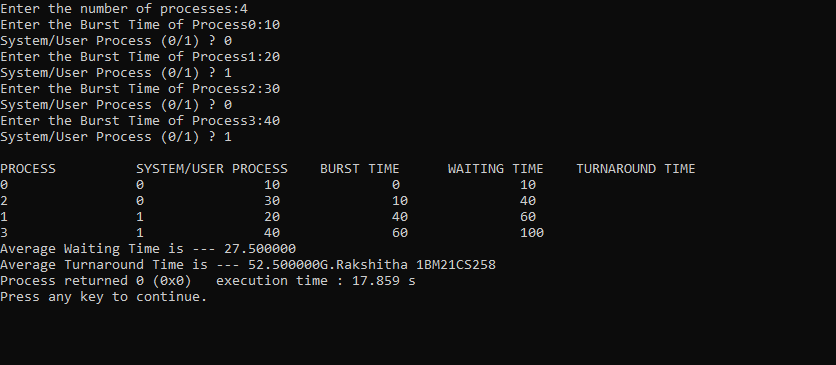 Enter the number of processes:4
Enter the Burst Time of Process0:10
System/User Process (0/1) ? 0
Enter the Burst Time of Process1:20
System/User Process (0/1) ? 1
Enter the Burst Time of Process2:30
System/User Process (0/1) ? 0
Enter the Burst Time of Process3:40
System/User Process (0/1) ? 1
PROCESS          SYSTEM/USER PROCESS    BURST TIME      WAITING TIME    TURNAROUND TIME
0                0               10              0               10
2                0               30              10              40
1                1               20              40              60
3                1               40              60              100
Average Waiting Time is --- 27.500000
Average Turnaround Time is --- 52.500000G.Rakshitha 1BM21CS258
Process returned 0 (0x0)   execution time : 17.859 s
Press any key to continue.